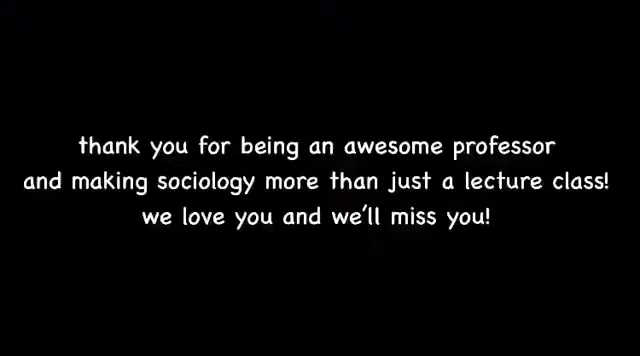 thank you for being an awesome professor
and making sociology more than just a lecture class!
we love you and we'll miss you!